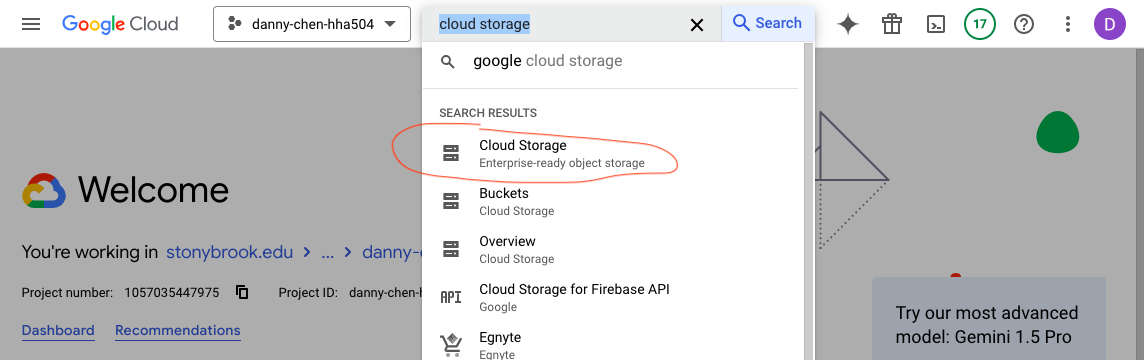 Google Cloud
danny-chen-hha504
cloud storage
Search
17
D
google cloud storage
SEARCH RESULTS
Cloud Storage
Enterprise-ready object storage
Buckets
Cloud Storage
Overview
Cloud Storage
API
Cloud Storage for Firebase API
Google
Egnyte
Egnyte
Welcome
You're working in stonybrook.edu > ... > danny-c
Project number: 1057035447975 Project ID: danny-chen-h
Dashboard Recommendations
Try our most advanced
model: Gemini 1.5 Pro